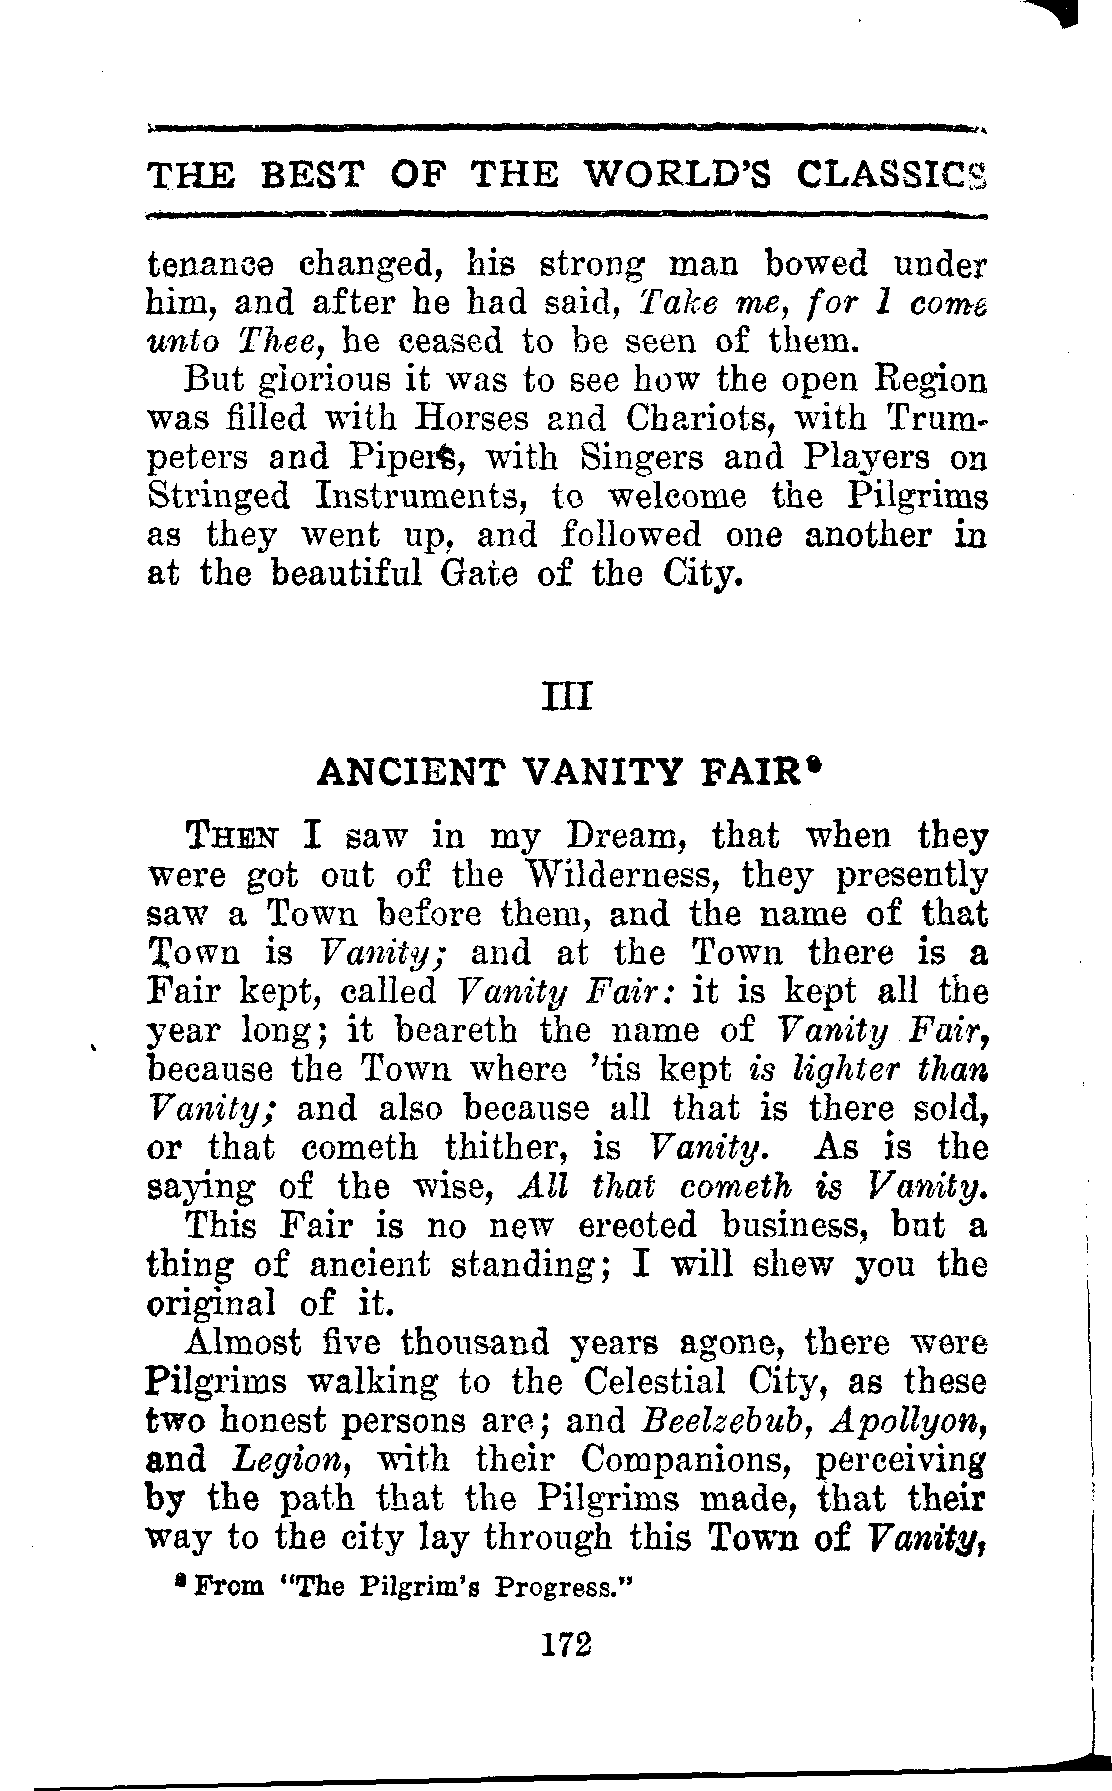 THE BEST OF THE WORLD'S CLASSICS
tenance changed, his strong man bowed under
him, and after he had said, Take me, for I come
unto Thee, he ceased to be seen of them.
But glorious it was to see how the open Region
was filled with Horses and Chariots, with Trum-
peters and Pipers, with Singers and Players on
Stringed Instruments, to welcome the Pilgrims
as they went up, and followed one another in
at the beautiful Gate of the City.
III
ANCIENT VANITY FAIR⁸
THEN I saw in my Dream, that when they
were got out of the Wilderness, they presently
saw a Town before them, and the name of that
Town is Vanity; and at the Town there is a
Fair kept, called Vanity Fair: it is kept all the
year long; it beareth the name of Vanity Fair,
because the Town where 'tis kept is lighter than
Vanity; and also because all that is there sold,
or that cometh thither, is Vanity. As is the
saying of the wise, All that cometh is Vanity.
This Fair is no new erected business, but a
thing of ancient standing; I will shew you the
original of it.
Almost five thousand years agone, there were
Pilgrims walking to the Celestial City, as these
two honest persons are; and Beelzebub, Apollyon,
and Legion, with their Companions, perceiving
by the path that the Pilgrims made, that their
way to the city lay through this Town of Vanity,
⁸ From "The Pilgrim's Progress."
172